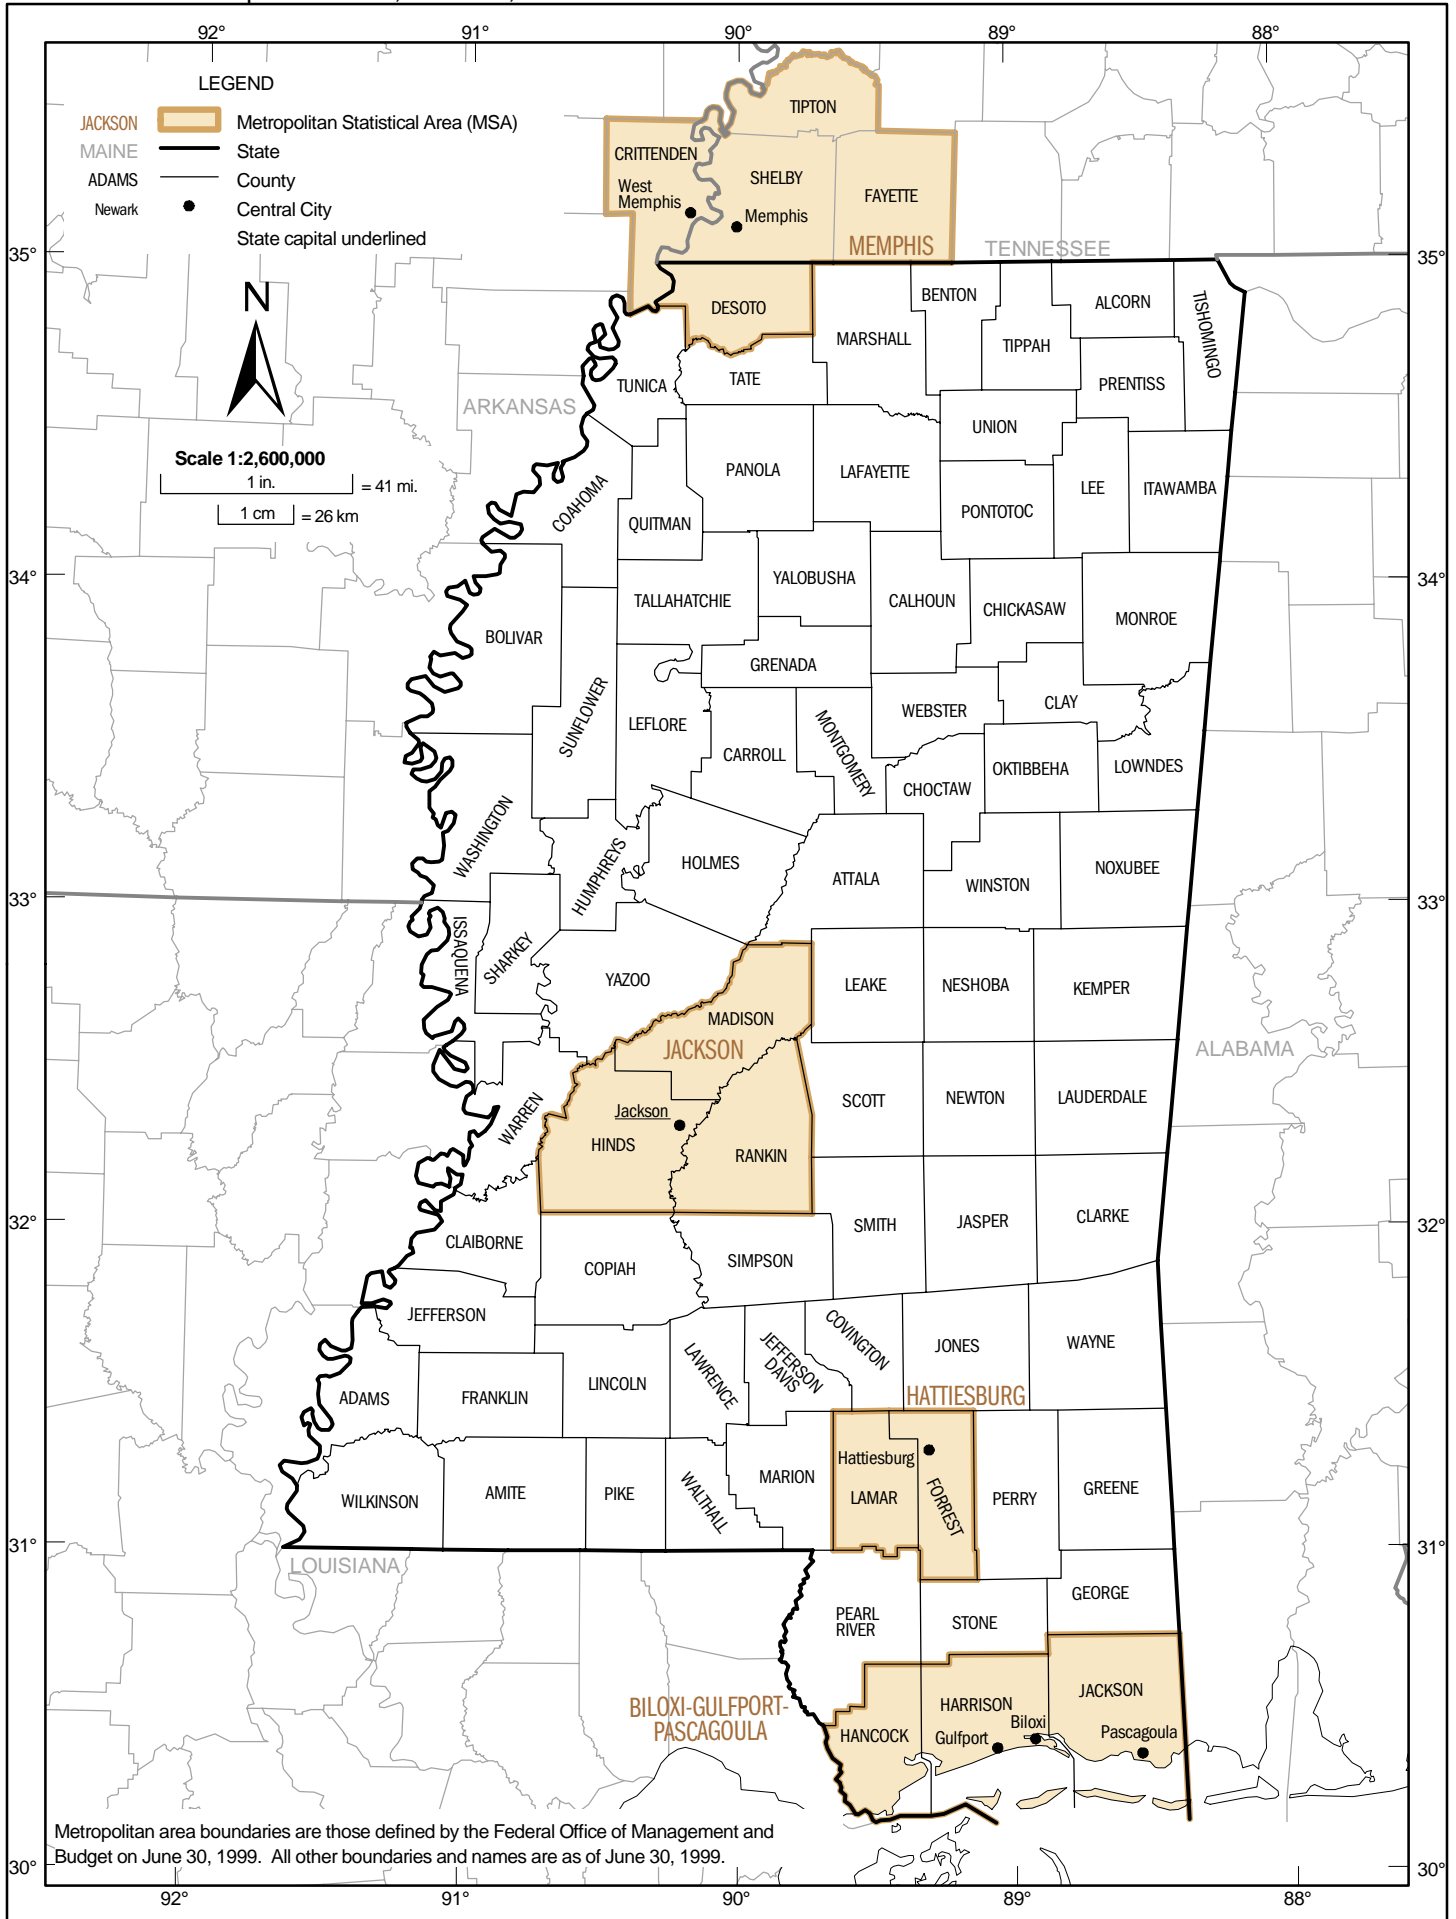 92°
91°
90°
89°
88°
LEGEND
JACKSON Metropolitan Statistical Area (MSA)
MAINE State
ADAMS County
Newark Central City
State capital underlined
TIPTON
CRITTENDEN
SHELBY
FAYETTE
West
Memphis
Memphis
MEMPHIS
TENNESSEE
35°
35°
N
DESOTO
BENTON
ALCORN
TISHOMINGO
MARSHALL
TIPPAH
TUNICA
TATE
PRENTISS
ARKANSAS
UNION
Scale 1:2,600,000
1 in. = 41 mi.
1 cm = 26 km
COAHOMA
PANOLA
LAFAYETTE
LEE
ITAWAMBA
QUITMAN
PONTOTOC
34°
34°
YALOBUSHA
TALLAHATCHIE
CALHOUN
CHICKASAW
MONROE
BOLIVAR
GRENADA
SUNFLOWER
LEFLORE
CARROLL
MONTGOMERY
WEBSTER
CLAY
CHOCTAW
OKTIBBEHA
LOWNDES
WASHINGTON
HUMPHREYS
HOLMES
ATTALA
WINSTON
NOXUBEE
33°
33°
ISSAQUENA
SHARKEY
YAZOO
LEAKE
NESHOBA
KEMPER
MADISON
JACKSON
ALABAMA
WARREN
Jackson
HINDS
RANKIN
SCOTT
NEWTON
LAUDERDALE
32°
32°
CLAIBORNE
COPIAH
SIMPSON
SMITH
JASPER
CLARKE
JEFFERSON
LAWRENCE
JEFFERSON
DAVIS
COVINGTON
JONES
WAYNE
ADAMS
FRANKLIN
LINCOLN
HATTIESBURG
Hattiesburg
WILKINSON
AMITE
PIKE
WALTHALL
MARION
LAMAR
FORREST
PERRY
GREENE
31°
31°
LOUISIANA
PEARL
RIVER
STONE
GEORGE
BILOXI-GULFPORT-
PASCAGOULA
HANCOCK
HARRISON
JACKSON
Gulfport
Biloxi
Pascagoula
Metropolitan area boundaries are those defined by the Federal Office of Management and
Budget on June 30, 1999. All other boundaries and names are as of June 30, 1999.
30°
30°
92°
91°
90°
89°
88°